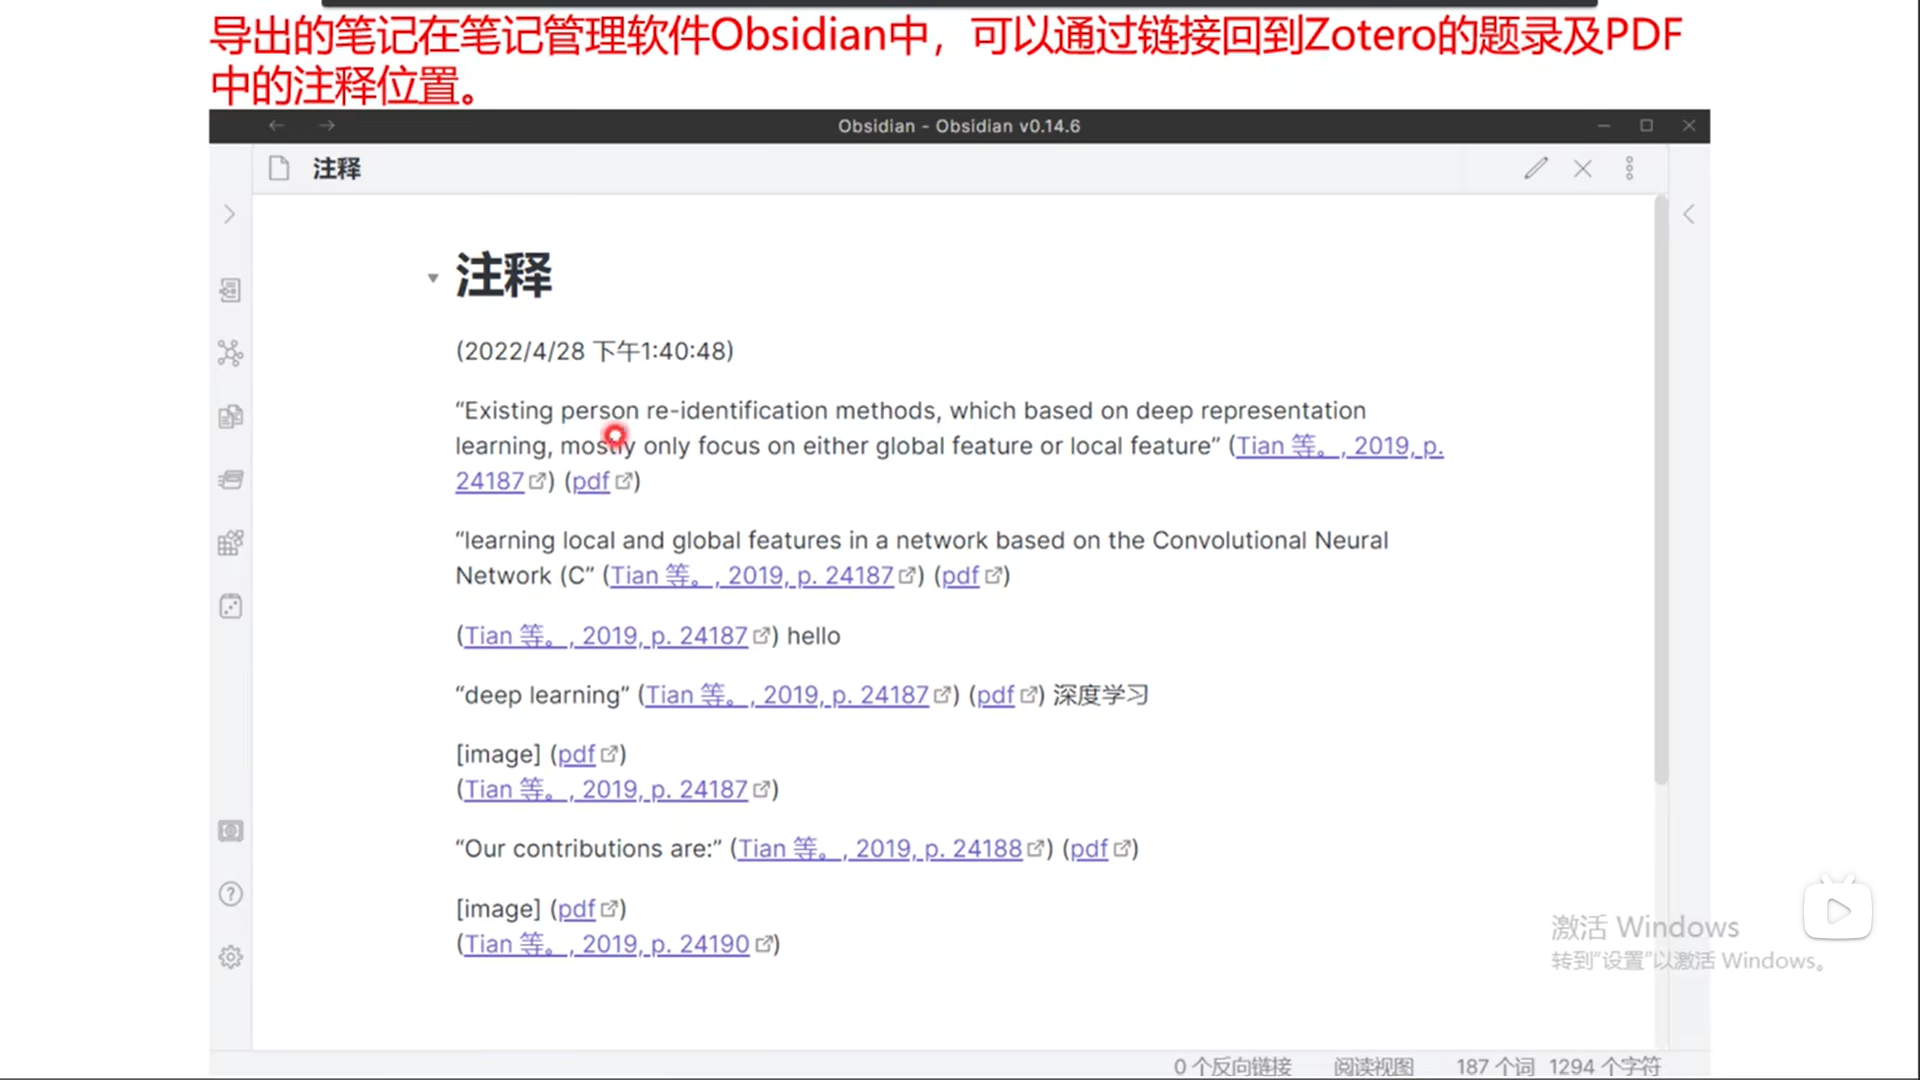 导出的笔记在笔记管理软件Obsidian中，可以通过链接回到Zotero的题录及PDF
中的注释位置。
Obsidian - Obsidian v0.14.6
注释
注释
(2022/4/28 下午1:40:48)
“Existing person re-identification methods, which based on deep representation
learning, mostly only focus on either global feature or local feature” (Tian 等。, 2019, p.
24187) (pdf)
“learning local and global features in a network based on the Convolutional Neural
Network (C” (Tian 等。, 2019, p. 24187) (pdf)
(Tian 等。, 2019, p. 24187) hello
“deep learning” (Tian 等。, 2019, p. 24187) (pdf) 深度学习
[image] (pdf)
(Tian 等。, 2019, p. 24187)
“Our contributions are:” (Tian 等。, 2019, p. 24188) (pdf)
[image] (pdf)
(Tian 等。, 2019, p. 24190)
激活 Windows
转到“设置”以激活 Windows。
0 个反向链接 阅读视图 187 个词 1294 个字符